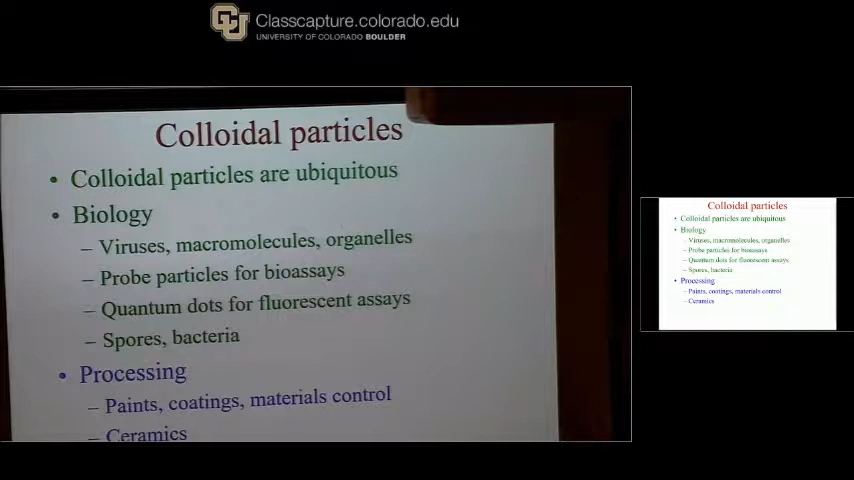 Classcapture.colorado.edu
UNIVERSITY OF COLORADO BOULDER
Colloidal particles
• Colloidal particles are ubiquitous
• Biology
– Viruses, macromolecules, organelles
– Probe particles for bioassays
– Quantum dots for fluorescent assays
– Spores, bacteria
• Processing
– Paints, coatings, materials control
– Ceramics
Colloidal particles
• Colloidal particles are ubiquitous
• Biology
– Viruses, macromolecules, organelles
– Probe particles for bioassays
– Quantum dots for fluorescent assays
– Spores, bacteria
• Processing
– Paints, coatings, materials control
– Ceramics